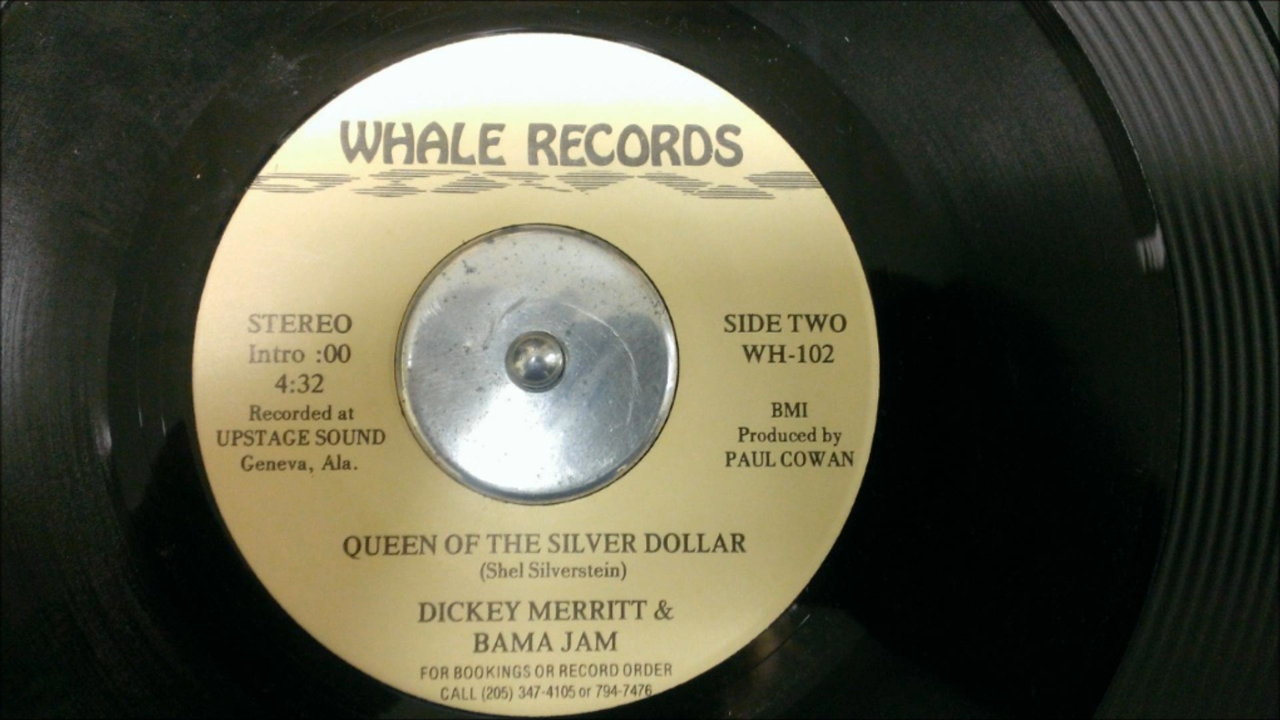 WHALE RECORDS
STEREO
Intro :00
4:32
Recorded at
UPSTAGE SOUND
Geneva, Ala.
SIDE TWO
WH-102
BMI
Produced by
PAUL COWAN
QUEEN OF THE SILVER DOLLAR
(Shel Silverstein)
DICKEY MERRITT &
BAMA JAM
FOR BOOKINGS OR RECORD ORDER
CALL (205) 347-4105 or 794-7476